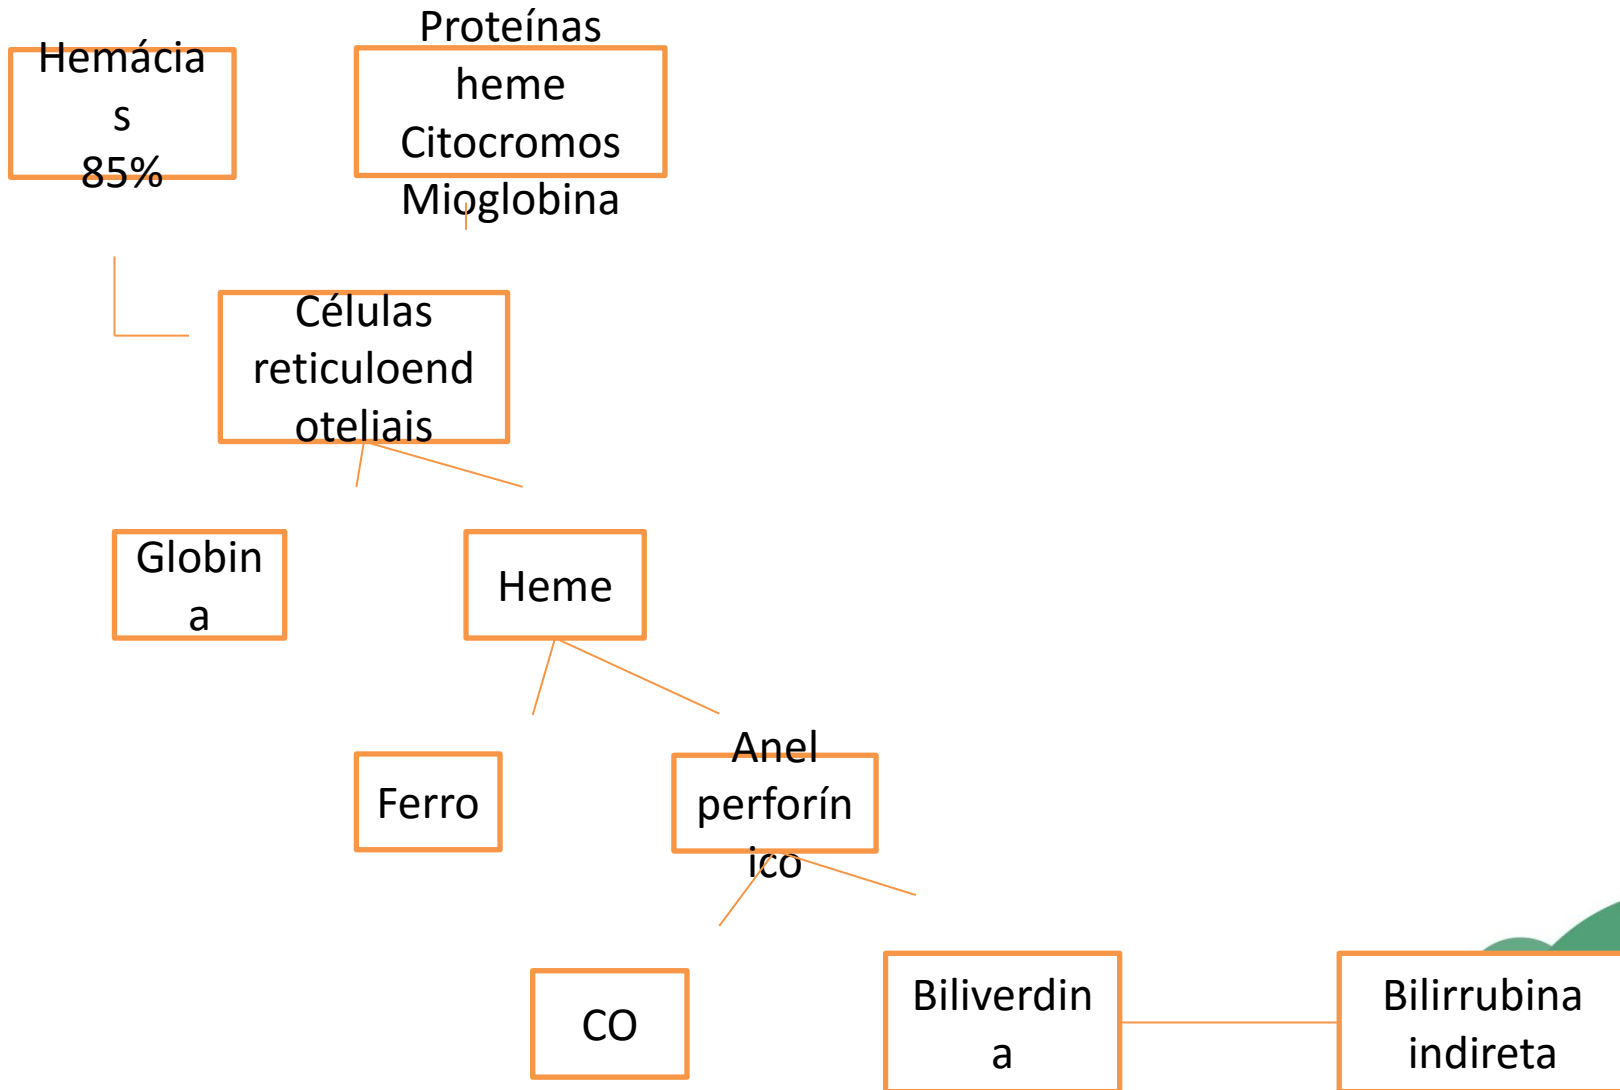 Hemácia
s
85%
Proteínas
heme
Citocromos
Mioglobina
Células
reticuloend
oteliais
Globin
a
Heme
Ferro
Anel
perforín
ico
CO
Biliverdin
a
Bilirrubina
indireta